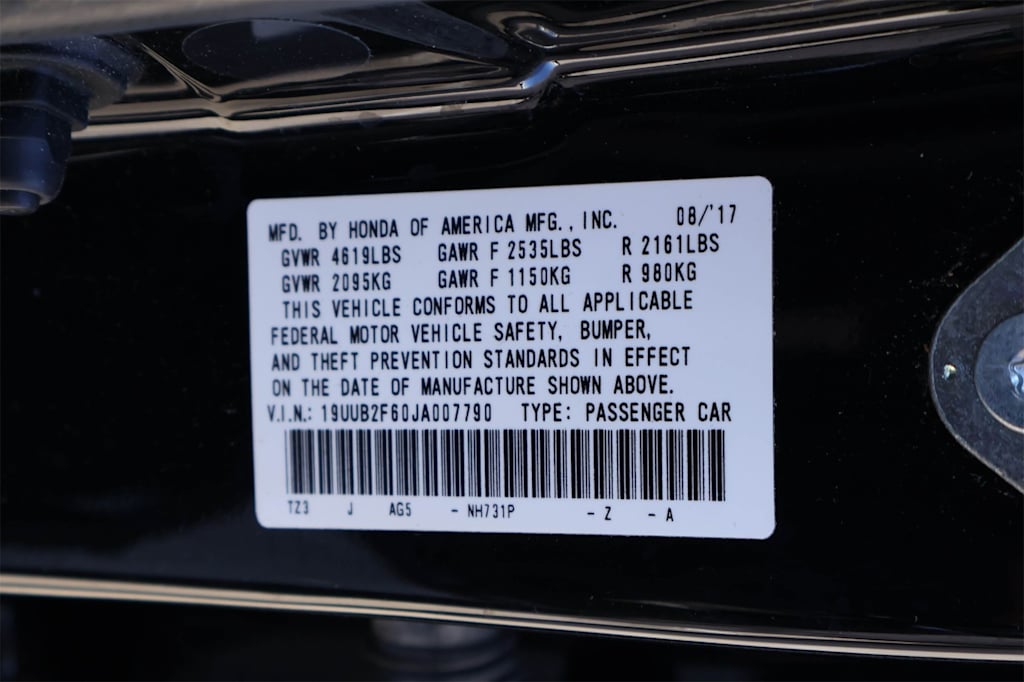 MFD. BY HONDA OF AMERICA MFG., INC. 08/'17
GVWR 4619LBS GAWR F 2535LBS R 2161LBS
GVWR 2095KG GAWR F 1150KG R 980KG
THIS VEHICLE CONFORMS TO ALL APPLICABLE
FEDERAL MOTOR VEHICLE SAFETY, BUMPER,
AND THEFT PREVENTION STANDARDS IN EFFECT
ON THE DATE OF MANUFACTURE SHOWN ABOVE.
V.I.N.: 19UUB2F60JA007790 TYPE: PASSENGER CAR
TZ3 J AG5 - NH731P - Z - A